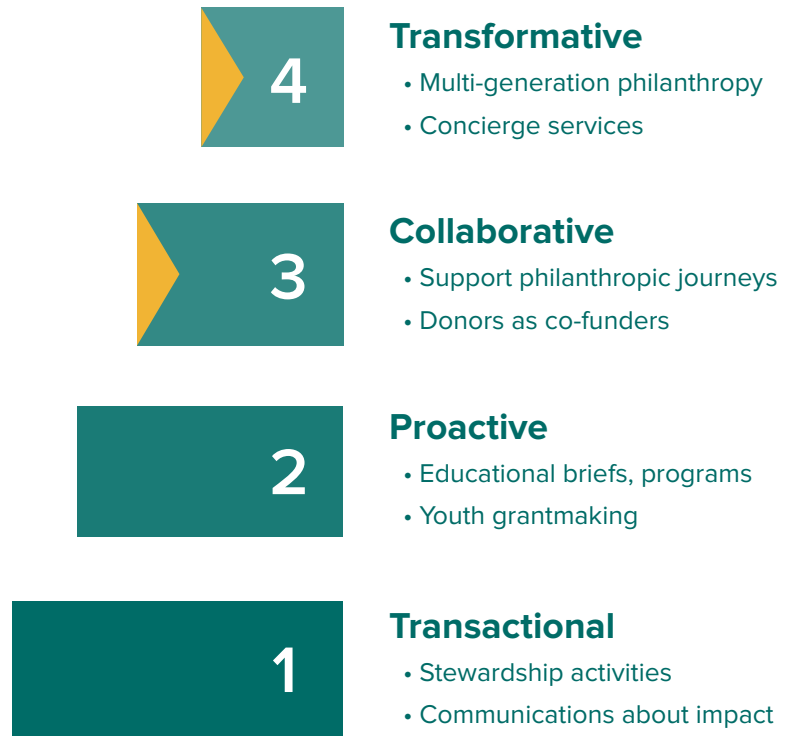 4
Transformative
• Multi-generation philanthropy
• Concierge services
3
Collaborative
• Support philanthropic journeys
• Donors as co-funders
2
Proactive
• Educational briefs, programs
• Youth grantmaking
1
Transactional
• Stewardship activities
• Communications about impact